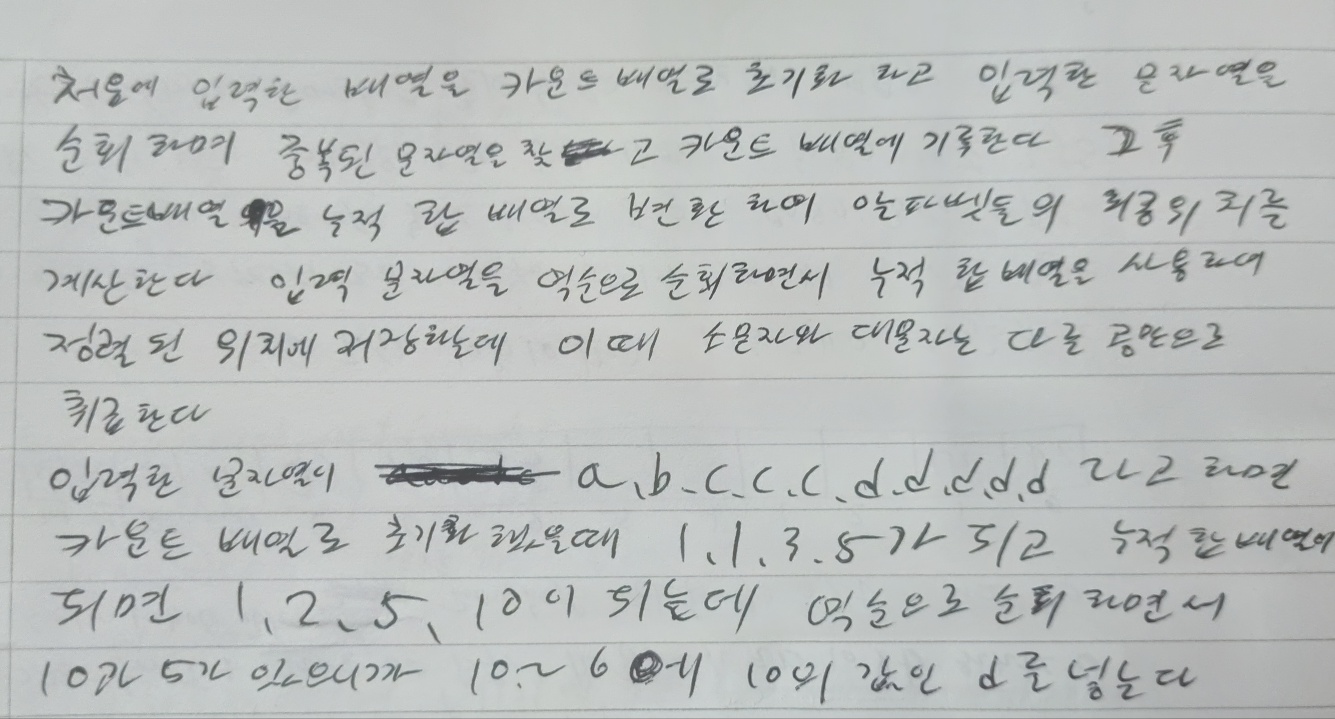 처음에 입력한 배열을 카운트 배열로 초기화 하고 입력한 문자열을
순회 하며 중복된 문자열을 찾고 카운트 배열에 기록한다 그 후
카운트배열을 누적 합 배열로 변환 하여 알파벳들의 최종위치를
계산한다 입력 문자열을 역순으로 순회하면서 누적 합 배열을 사용하여
정렬 된 위치에 저장하는데 이때 소문자와 대문자는 다른 공간으로
취급한다
입력한 문자열이 a, b, c, c, c, d, d, d, d, d 라고 하면
카운트 배열로 초기화 했을때 1, 1, 3, 5가 되고 누적합배열이
되면 1, 2, 5, 10이 되는데 역순으로 순회 하면서
10과 5가 있으니까 10~6에 10의 값인 d를 넣는다